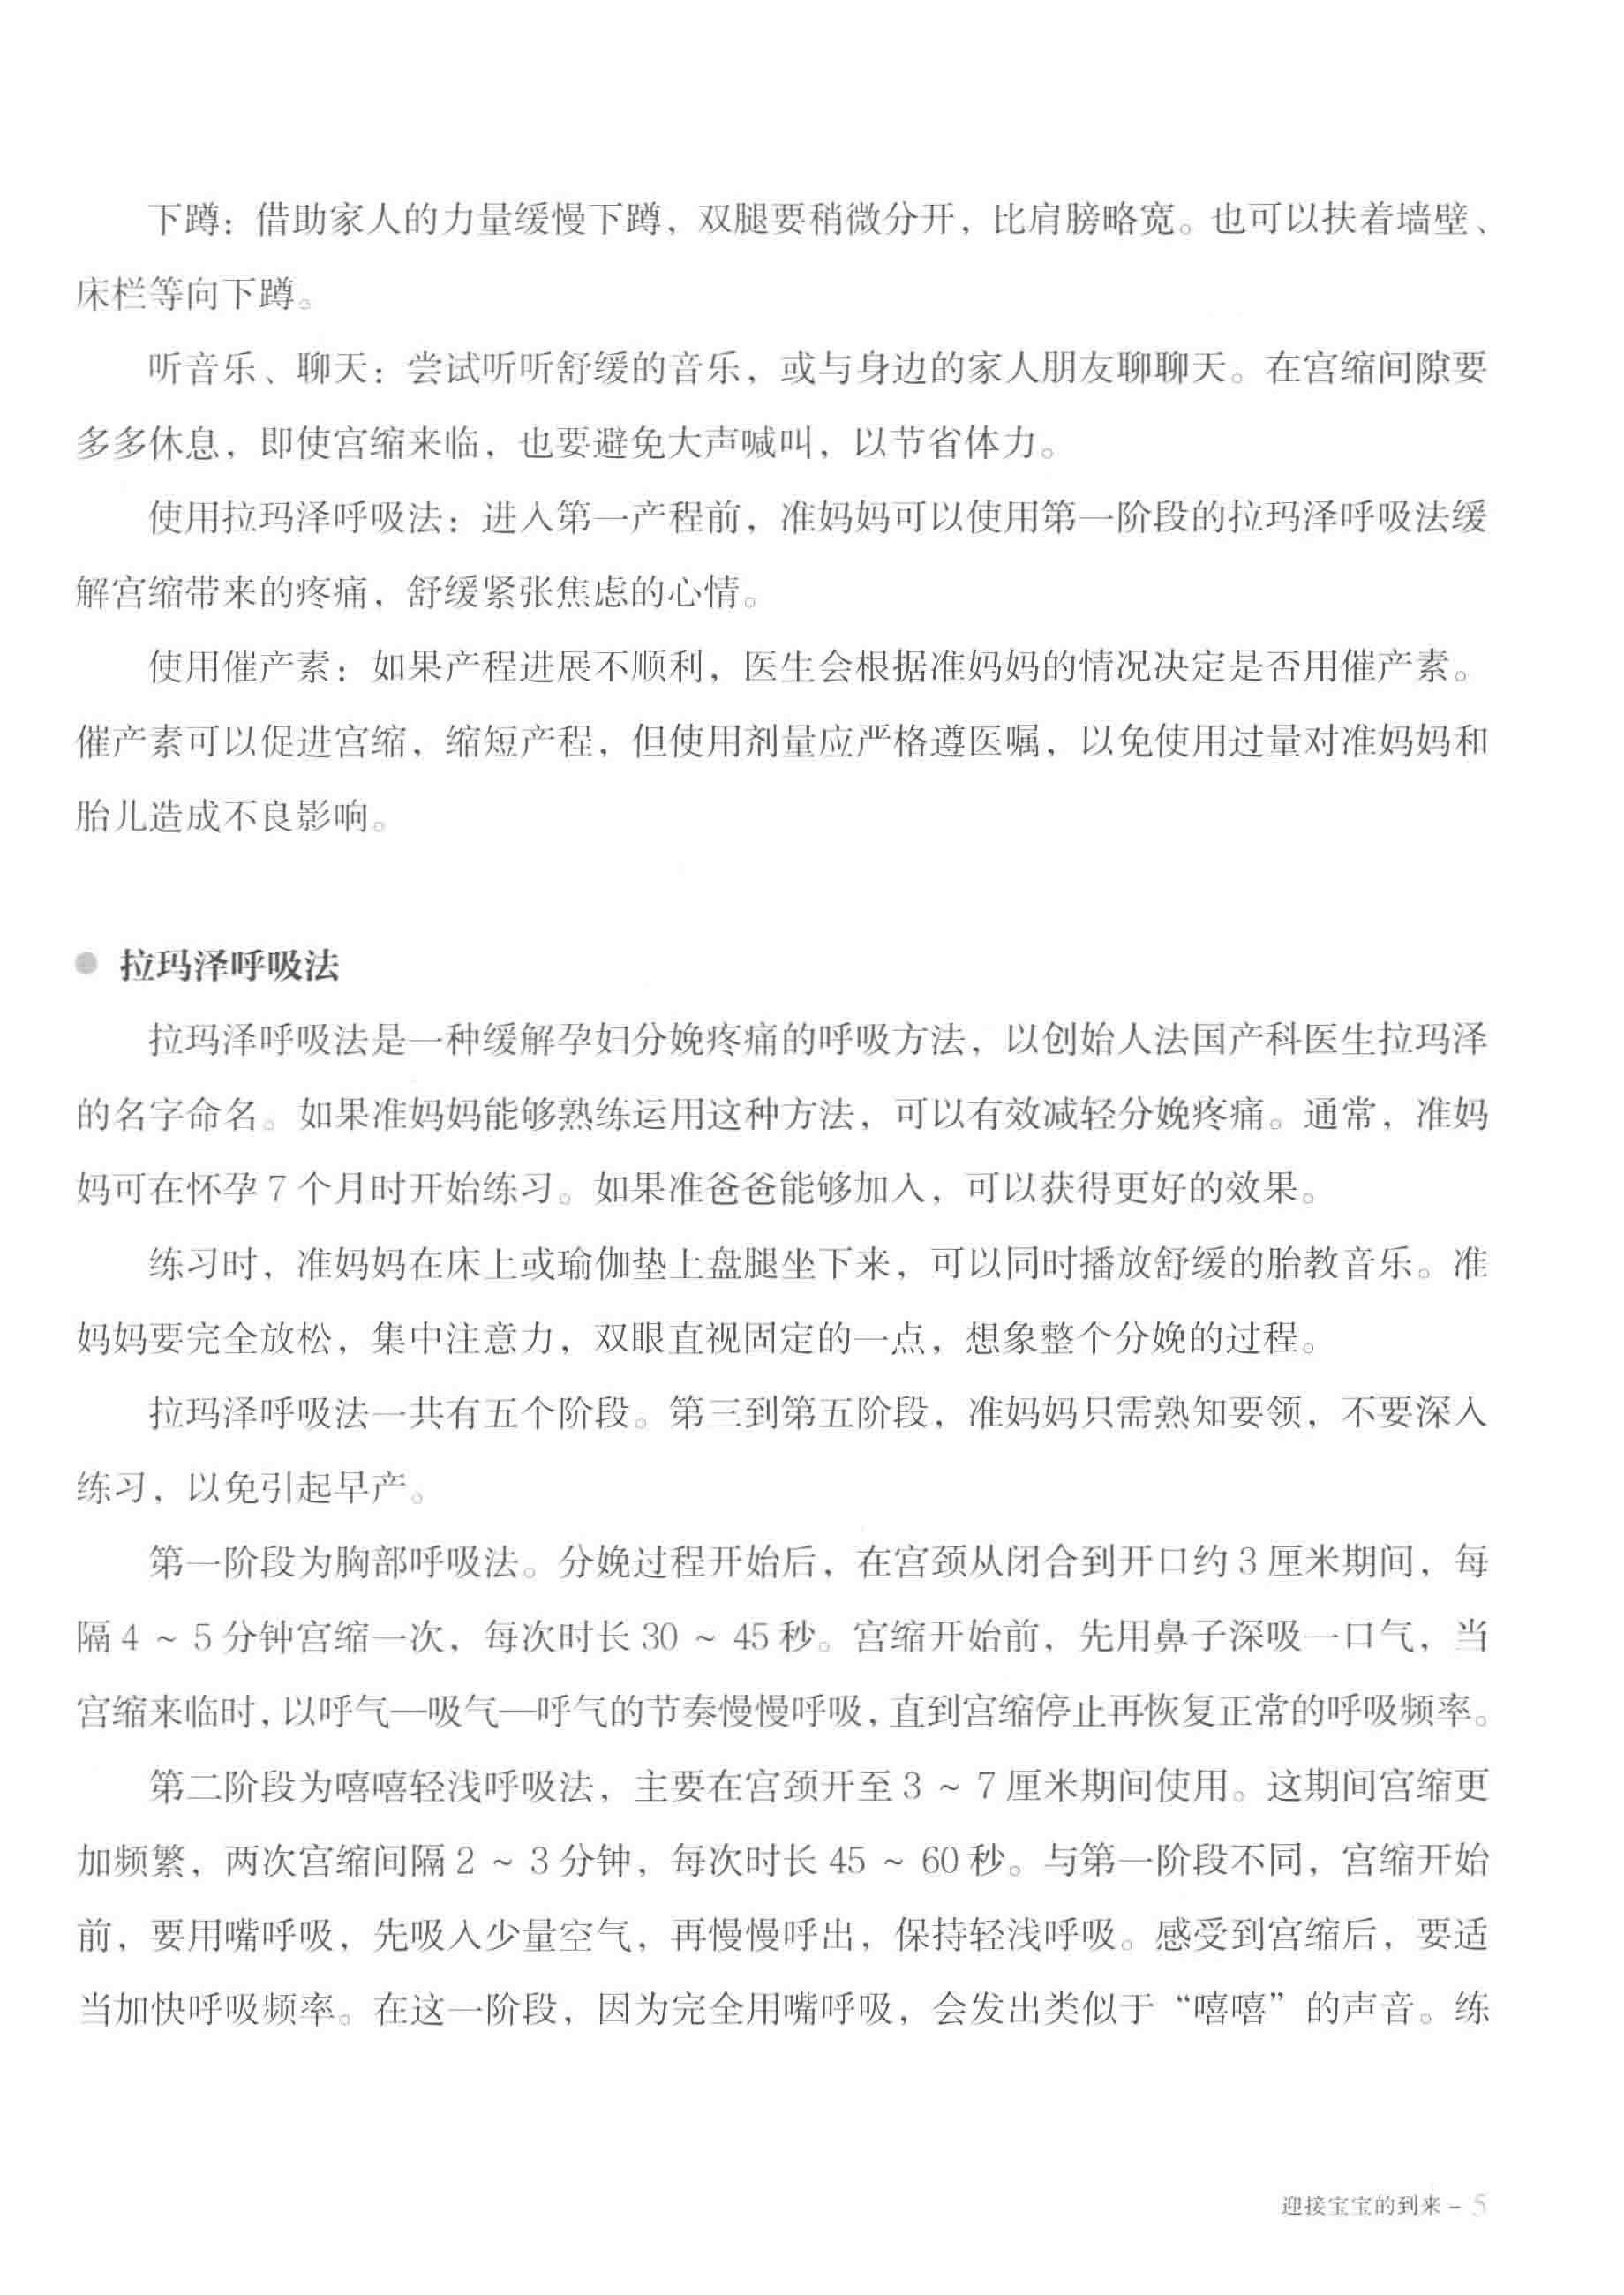 下蹲：借助家人的力量缓慢下蹲，双腿要稍微分开，比肩膀略宽。也可以扶着墙壁、
床栏等向下蹲。
听音乐、聊天：尝试听听舒缓的音乐，或与身边的家人朋友聊聊天。在宫缩间隙要
多多休息，即使宫缩来临，也要避免大声喊叫，以节省体力。
使用拉玛泽呼吸法：进入第一产程前，准妈妈可以使用第一阶段的拉玛泽呼吸法缓
解宫缩带来的疼痛，舒缓紧张焦虑的心情。
使用催产素：如果产程进展不顺利，医生会根据准妈妈的情况决定是否用催产素。
催产素可以促进宫缩，缩短产程，但使用剂量应严格遵医嘱，以免使用过量对准妈妈和
胎儿造成不良影响。
● 拉玛泽呼吸法
拉玛泽呼吸法是一种缓解孕妇分娩疼痛的呼吸方法，以创始人法国产科医生拉玛泽
的名字命名。如果准妈妈能够熟练运用这种方法，可以有效减轻分娩疼痛。通常，准妈
妈可在怀孕7个月时开始练习。如果准爸爸能够加入，可以获得更好的效果。
练习时，准妈妈在床上或瑜伽垫上盘腿坐下来，可以同时播放舒缓的胎教音乐。准
妈妈要完全放松，集中注意力，双眼直视固定的一点，想象整个分娩的过程。
拉玛泽呼吸法一共有五个阶段。第三到第五阶段，准妈妈只需熟知要领，不要深入
练习，以免引起早产。
第一阶段为胸部呼吸法。分娩过程开始后，在宫颈从闭合到开口约3厘米期间，每
隔4 ~ 5分钟宫缩一次，每次时长30 ~ 45秒。宫缩开始前，先用鼻子深吸一口气，当
宫缩来临时，以呼气—吸气—呼气的节奏慢慢呼吸，直到宫缩停止再恢复正常的呼吸频率。
第二阶段为嘻嘻轻浅呼吸法，主要在宫颈开至3 ~ 7厘米期间使用。这期间宫缩更
加频繁，两次宫缩间隔2 ~ 3分钟，每次时长45 ~ 60秒。与第一阶段不同，宫缩开始
前，要用嘴呼吸，先吸入少量空气，再慢慢呼出，保持轻浅呼吸。感受到宫缩后，要适
当加快呼吸频率。在这一阶段，因为完全用嘴呼吸，会发出类似于“嘻嘻”的声音。练
迎接宝宝的到来 - 5